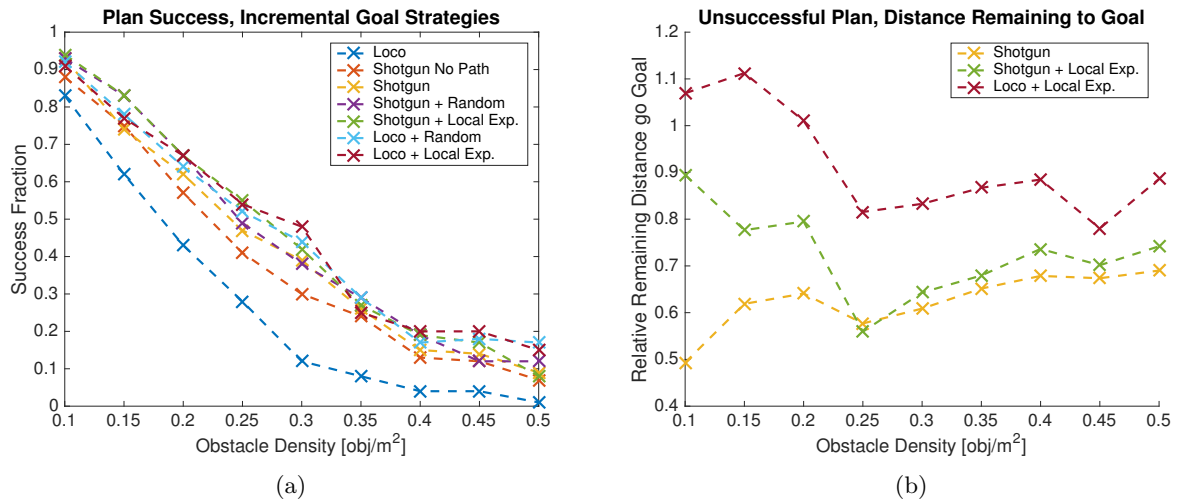 Plan Success, Incremental Goal Strategies
1
0.9
0.8
0.7
0.6
0.5
0.4
0.3
0.2
0.1
0
Success Fraction
Loco
Shotgun No Path
Shotgun
Shotgun + Random
Shotgun + Local Exp.
Loco + Random
Loco + Local Exp.
0.1 0.15 0.2 0.25 0.3 0.35 0.4 0.45 0.5
Obstacle Density [obj/m²]
(a)
Unsuccessful Plan, Distance Remaining to Goal
1.2
1.1
1
0.9
0.8
0.7
0.6
0.5
0.4
Relative Remaining Distance go Goal
Shotgun
Shotgun + Local Exp.
Loco + Local Exp.
0.1 0.15 0.2 0.25 0.3 0.35 0.4 0.45 0.5
Obstacle Density [obj/m²]
(b)